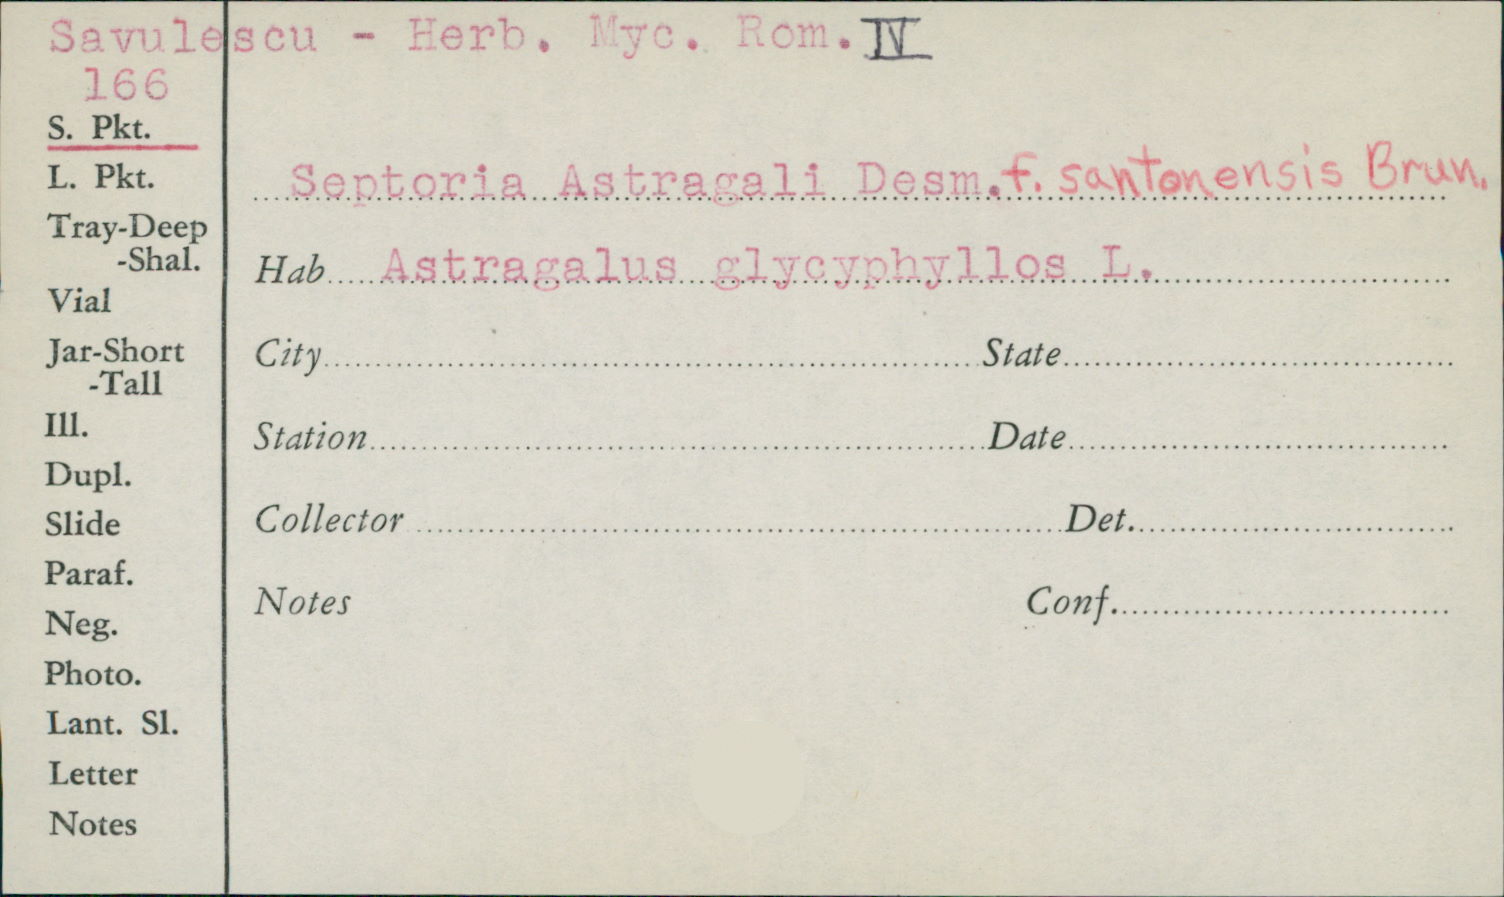 Savulescu - Herb. Myc. Rom. IV
166
S. Pkt.
L. Pkt.
Tray-Deep
-Shal.
Vial
Jar-Short
-Tall
Ill.
Dupl.
Slide
Paraf.
Neg.
Photo.
Lant. Sl.
Letter
Notes
Septoria Astragali Desm. f. santonensis Brun.
Hab Astragalus glycyphyllos L.
City State
Station Date
Collector Det.
Notes Conf.